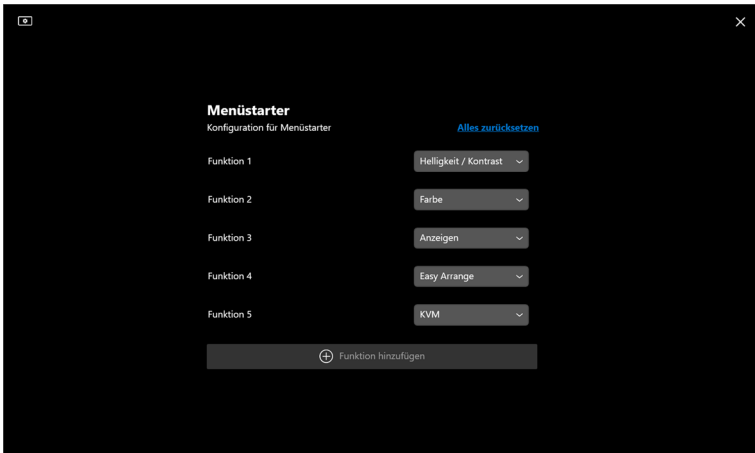 Menüstarter
Konfiguration für Menüstarter Alles zurücksetzen
Funktion 1 Helligkeit / Kontrast
Funktion 2 Farbe
Funktion 3 Anzeigen
Funktion 4 Easy Arrange
Funktion 5 KVM
Funktion hinzufügen